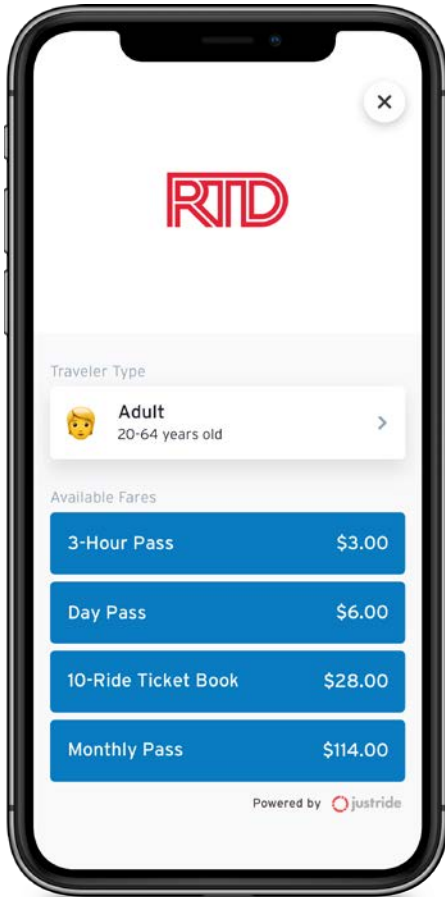 RTD
Traveler Type
Adult
20-64 years old
Available Fares
3-Hour Pass $3.00
Day Pass $6.00
10-Ride Ticket Book $28.00
Monthly Pass $114.00
Powered by justride